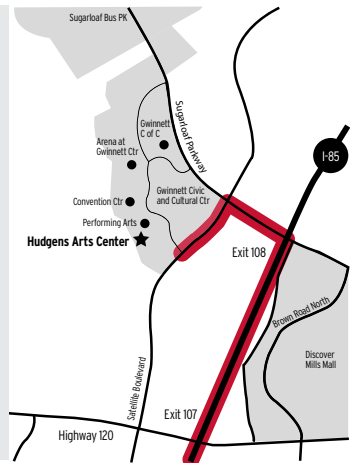 Sugarloaf Bus PK
Sugarloaf Parkway
Gwinnett
C of C
Arena at
Gwinnett Ctr
I-85
Gwinnett Civic
and Cultural Ctr
Convention Ctr
Performing Arts
Hudgens Arts Center
Exit 108
Brown Road North
Discover
Mills Mall
Satellite Boulevard
Exit 107
Highway 120